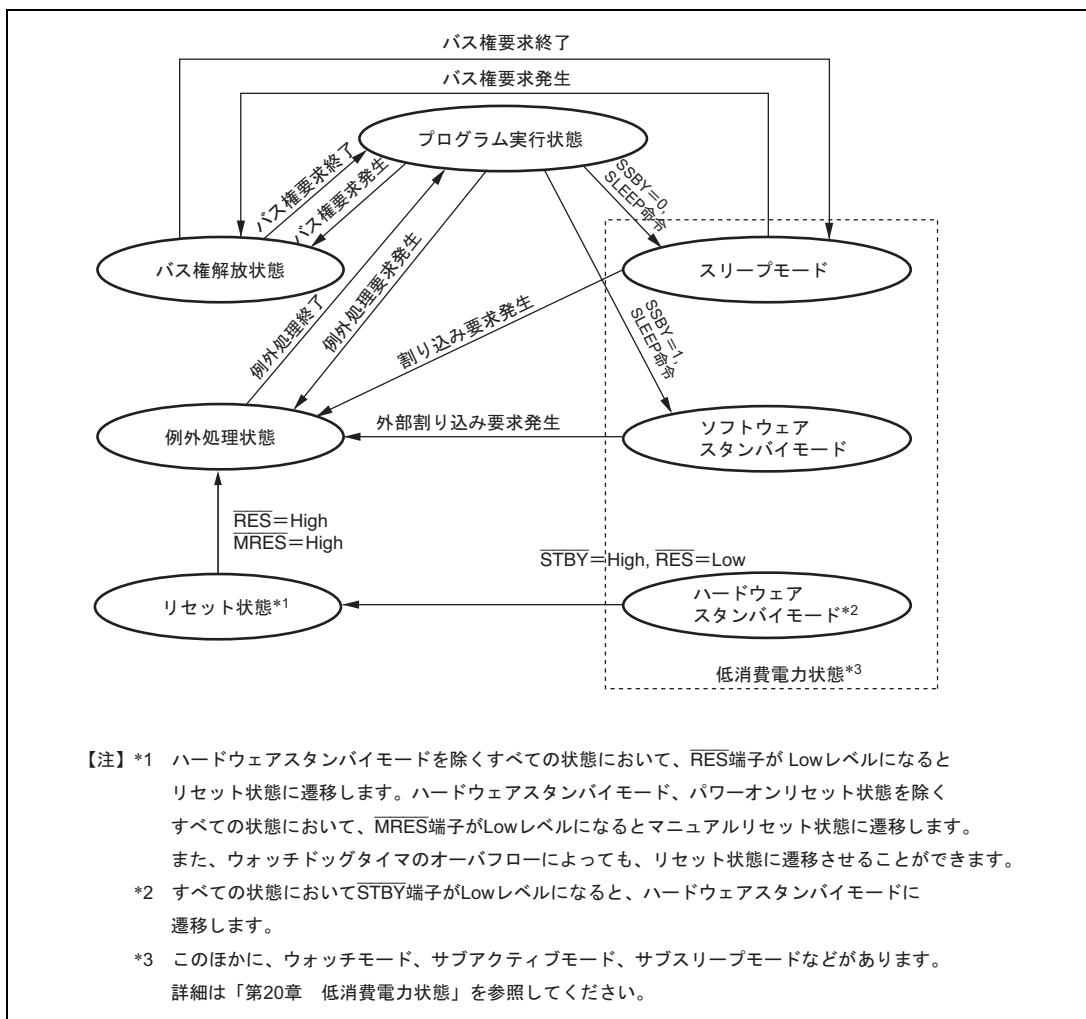 バス権要求終了
バス権要求発生
プログラム実行状態
バス権要求終了
バス権要求発生
SSBY＝0,
SLEEP命令
バス権解放状態
スリープモード
例外処理終了
例外処理要求発生
割り込み要求発生
SSBY＝1,
SLEEP命令
例外処理状態
外部割り込み要求発生
ソフトウェア
スタンバイモード
RES＝High
MRES＝High
STBY＝High, RES＝Low
リセット状態*1
ハードウェア
スタンバイモード*2
低消費電力状態*3
【注】*1 ハードウェアスタンバイモードを除くすべての状態において、RES端子が Lowレベルになると
リセット状態に遷移します。ハードウェアスタンバイモード、パワーオンリセット状態を除く
すべての状態において、MRES端子がLowレベルになるとマニュアルリセット状態に遷移します。
また、ウォッチドッグタイマのオーバフローによっても、リセット状態に遷移させることができます。
*2 すべての状態においてSTBY端子がLowレベルになると、ハードウェアスタンバイモードに
遷移します。
*3 このほかに、ウォッチモード、サブアクティブモード、サブスリープモードなどがあります。
詳細は「第20章 低消費電力状態」を参照してください。